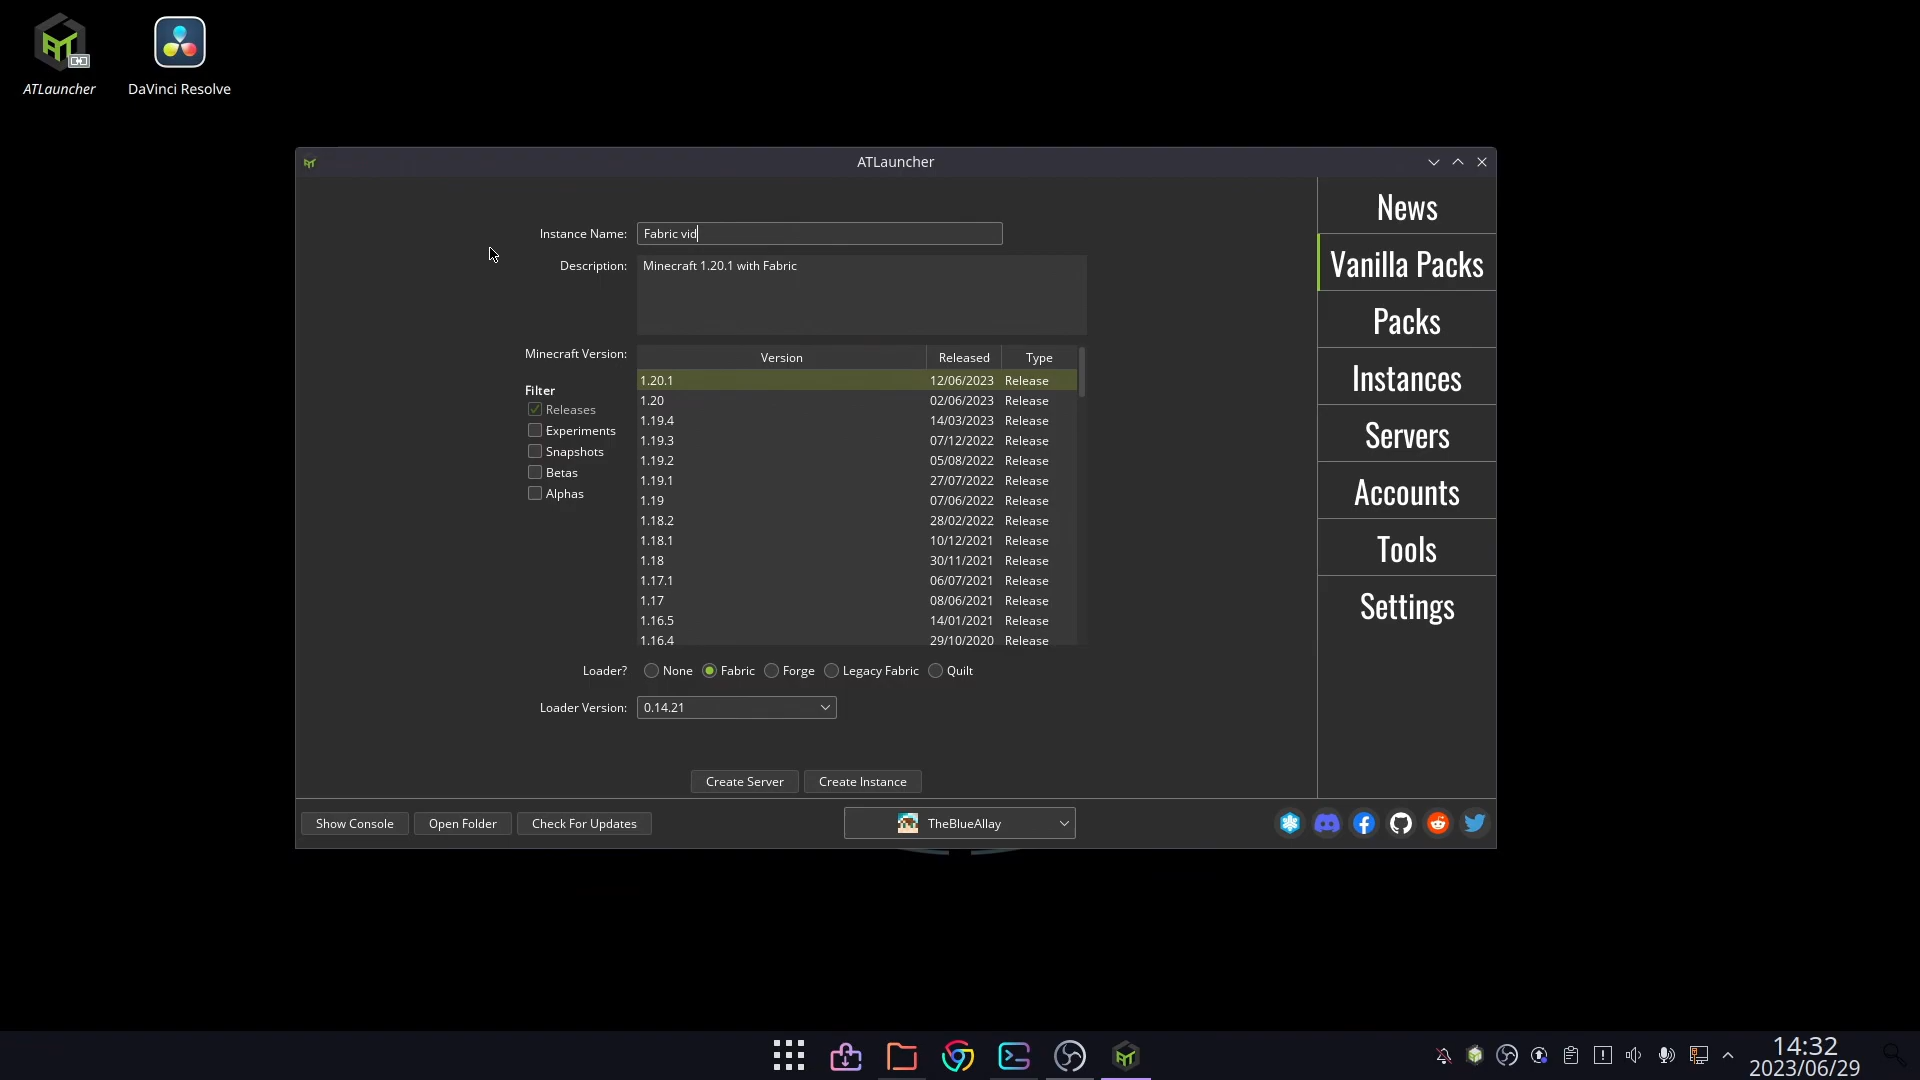 ATLauncher
DaVinci Resolve
ATLauncher
Instance Name: Fabric vid
Description: Minecraft 1.20.1 with Fabric
Minecraft Version:
Version Released Type
Filter
Releases
Experiments
Snapshots
Betas
Alphas
1.20.1 12/06/2023 Release
1.20 02/06/2023 Release
1.19.4 14/03/2023 Release
1.19.3 07/12/2022 Release
1.19.2 05/08/2022 Release
1.19.1 27/07/2022 Release
1.19 07/06/2022 Release
1.18.2 28/02/2022 Release
1.18.1 10/12/2021 Release
1.18 30/11/2021 Release
1.17.1 06/07/2021 Release
1.17 08/06/2021 Release
1.16.5 14/01/2021 Release
1.16.4 29/10/2020 Release
Loader? None Fabric Forge Legacy Fabric Quilt
Loader Version: 0.14.21
Create Server Create Instance
News
Vanilla Packs
Packs
Instances
Servers
Accounts
Tools
Settings
Show Console Open Folder Check For Updates TheBlueAllay
14:32
2023/06/29